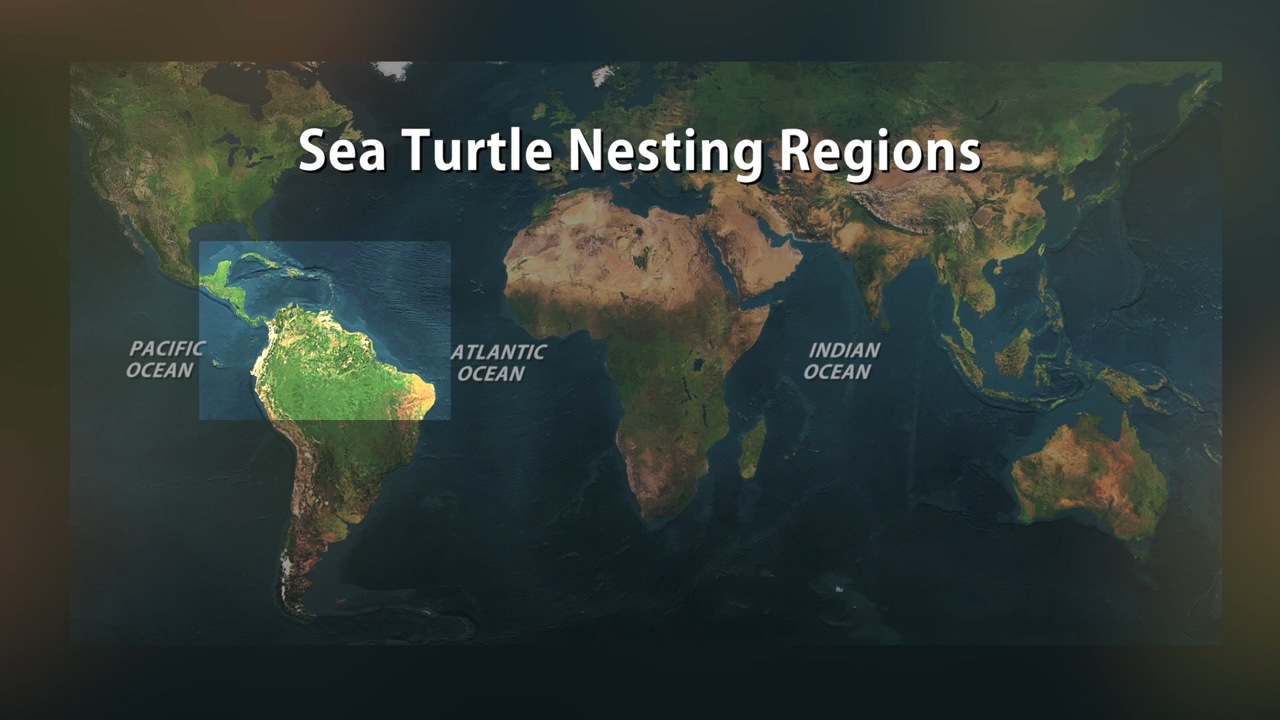 Sea Turtle Nesting Regions
PACIFIC
OCEAN
ATLANTIC
OCEAN
INDIAN
OCEAN